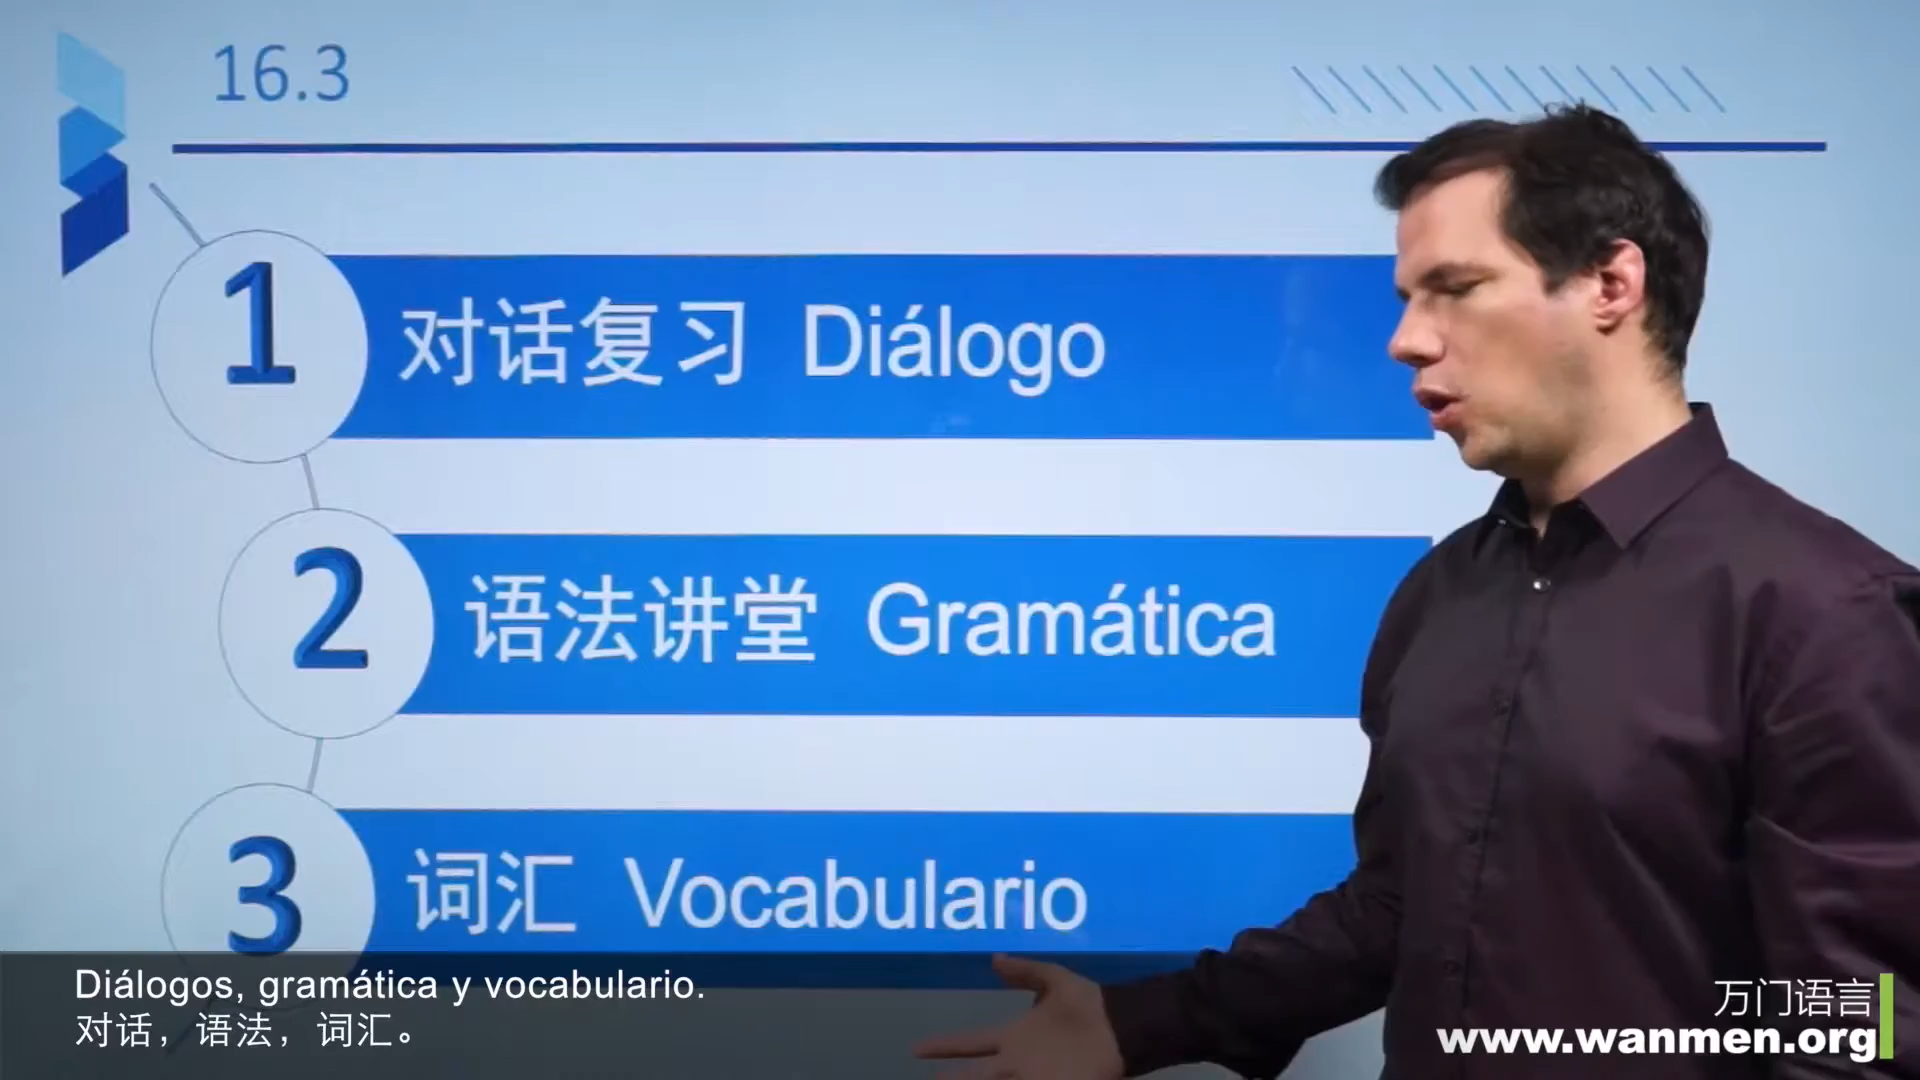 16.3
1
对话复习 Diálogo
2
语法讲堂 Gramática
3
词汇 Vocabulario
Diálogos, gramática y vocabulario.
对话，语法，词汇。
万门语言
www.wanmen.org